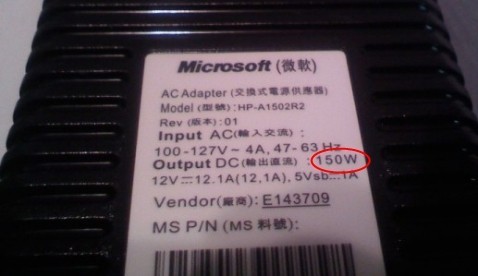 Microsoft (微軟)
AC Adapter (交換式電源供應器)
Model (型號): HP-A1502R2
Rev (版本): 01
Input AC(輸入交流) :
100-127V~ 4A, 47- 63 Hz
Output DC(輸出直流) : 150W
12V⎓12.1A(12,1A), 5Vsb⎓1A
Vendor(廠商): E143709
MS P/N (MS 料號):